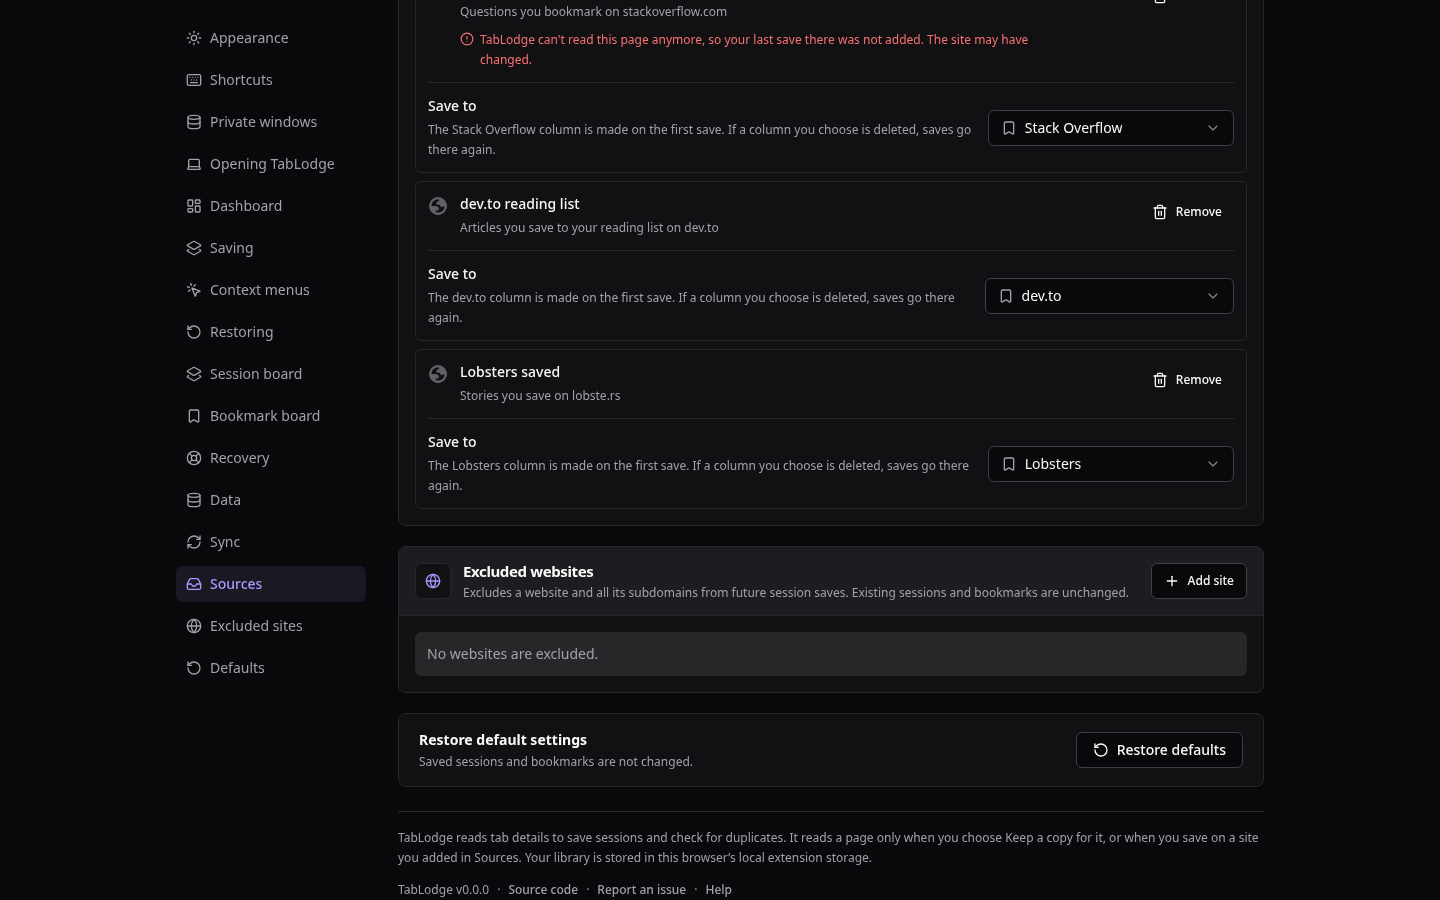 Appearance
Shortcuts
Private windows
Opening TabLodge
Dashboard
Saving
Context menus
Restoring
Session board
Bookmark board
Recovery
Data
Sync
Sources
Excluded sites
Defaults
Questions you bookmark on stackoverflow.com
TabLodge can't read this page anymore, so your last save there was not added. The site may have
changed.
Save to
The Stack Overflow column is made on the first save. If a column you choose is deleted, saves go
there again.
Stack Overflow
dev.to reading list
Articles you save to your reading list on dev.to
Remove
Save to
The dev.to column is made on the first save. If a column you choose is deleted, saves go there
again.
dev.to
Lobsters saved
Stories you save on lobste.rs
Remove
Save to
The Lobsters column is made on the first save. If a column you choose is deleted, saves go there
again.
Lobsters
Excluded websites
Excludes a website and all its subdomains from future session saves. Existing sessions and bookmarks are unchanged.
Add site
No websites are excluded.
Restore default settings
Saved sessions and bookmarks are not changed.
Restore defaults
TabLodge reads tab details to save sessions and check for duplicates. It reads a page only when you choose Keep a copy for it, or when you save on a site
you added in Sources. Your library is stored in this browser’s local extension storage.
TabLodge v0.0.0 · Source code · Report an issue · Help